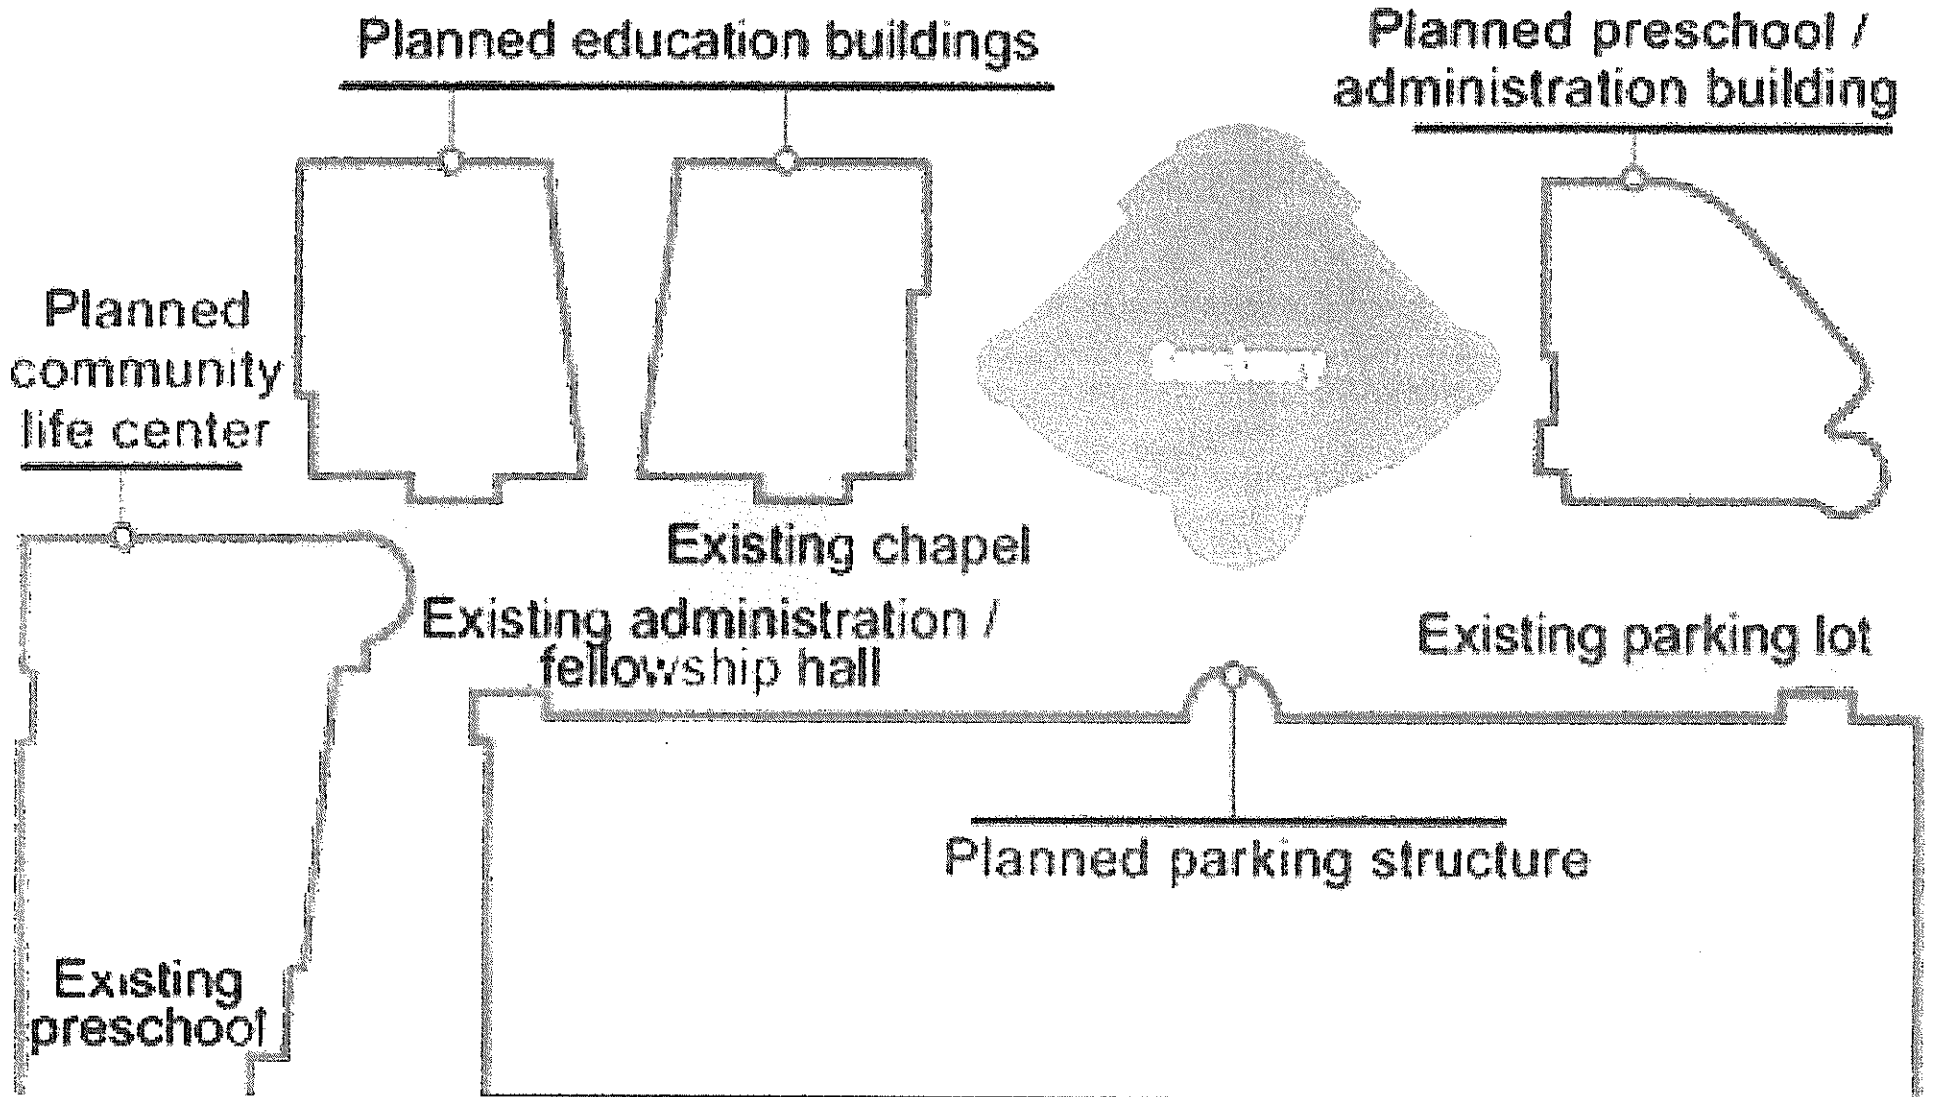 Planned education buildings
Planned preschool /
administration building
Planned
community
life center
Sanctuary
Existing chapel
Existing administration /
fellowship hall
Existing parking lot
Planned parking structure
Existing
preschool